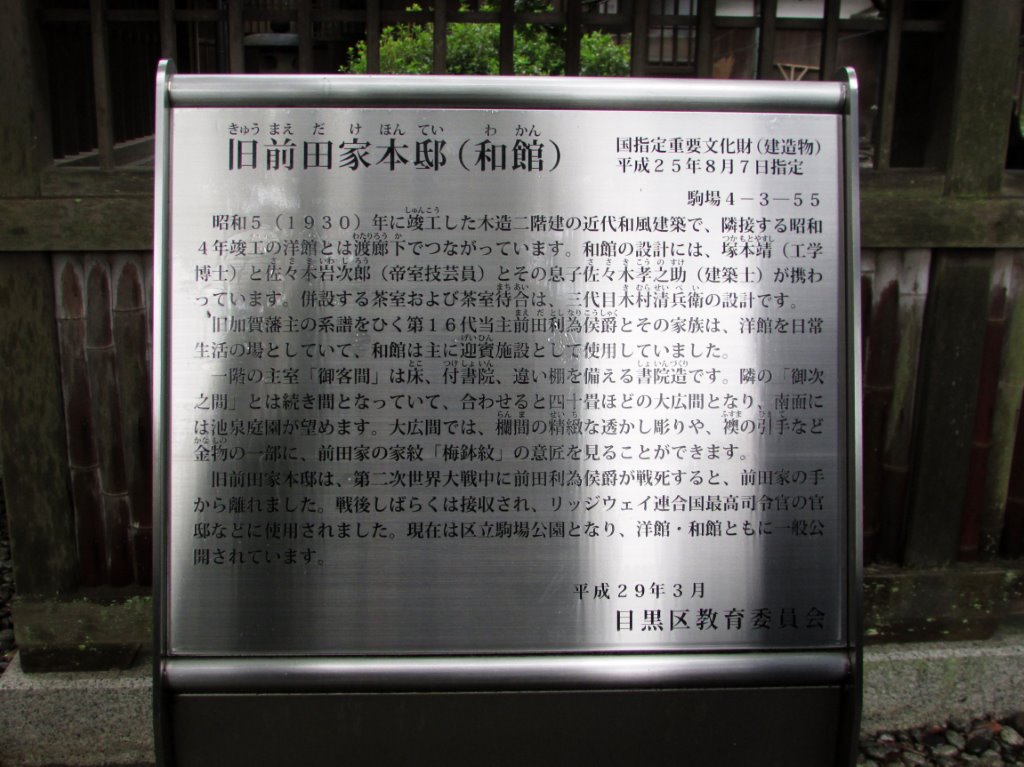 きゅう まえ だ け ほん てい わ かん
旧前田家本邸(和館)
国指定重要文化財(建造物)
平成25年8月7日指定
駒場4-3-55
昭和5(1930)年に竣工した木造二階建の近代和風建築で、隣接する昭和
4年竣工の洋館とは渡廊下でつながっています。和館の設計には、塚本靖(工学
博士)と佐々木岩次郎(帝室技芸員)とその息子佐々木孝之助(建築士)が携わ
っています。併設する茶室および茶室待合は、三代目木村清兵衛の設計です。
旧加賀藩主の系譜をひく第16代当主前田利為侯爵とその家族は、洋館を日常
生活の場としていて、和館は主に迎賓施設として使用していました。
一階の主室「御客間」は床、付書院、違い棚を備える書院造です。隣の「御次
之間」とは続き間となっていて、合わせると四十畳ほどの大広間となり、南面に
は池泉庭園が望めます。大広間では、欄間の精緻な透かし彫りや、襖の引手など
金物の一部に、前田家の家紋「梅鉢紋」の意匠を見ることができます。
旧前田家本邸は、第二次世界大戦中に前田利為侯爵が戦死すると、前田家の手
から離れました。戦後しばらくは接収され、リッジウェイ連合国最高司令官の官
邸などに使用されました。現在は区立駒場公園となり、洋館・和館ともに一般公
開されています。
平成29年3月
目黒区教育委員会